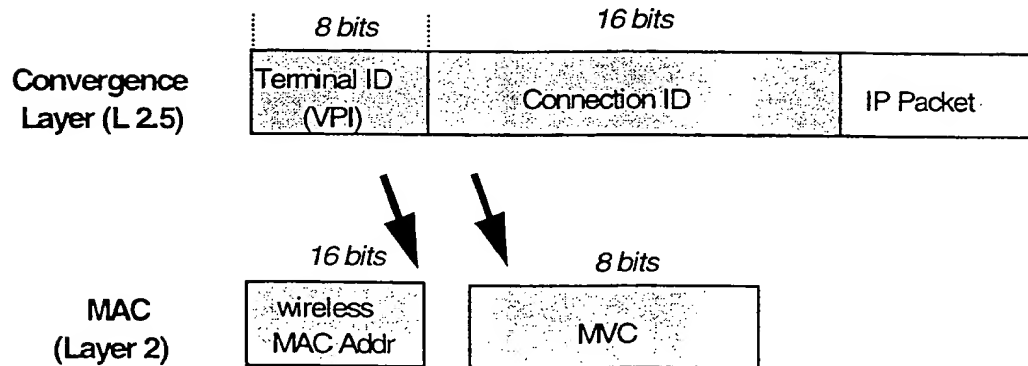 8 bits
16 bits
Convergence
Layer (L 2.5)
Terminal ID
(VPI)
Connection ID
IP Packet
16 bits
8 bits
MAC
(Layer 2)
wireless
MAC Addr
MVC